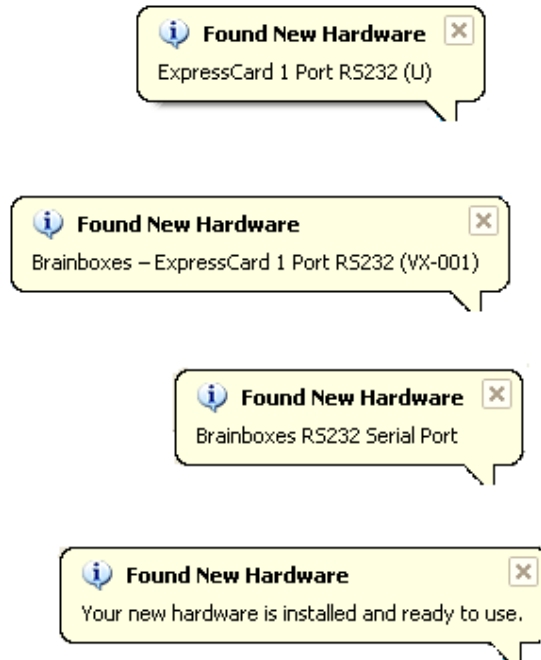 Found New Hardware
ExpressCard 1 Port RS232 (U)
Found New Hardware
Brainboxes – ExpressCard 1 Port RS232 (VX-001)
Found New Hardware
Brainboxes RS232 Serial Port
Found New Hardware
Your new hardware is installed and ready to use.